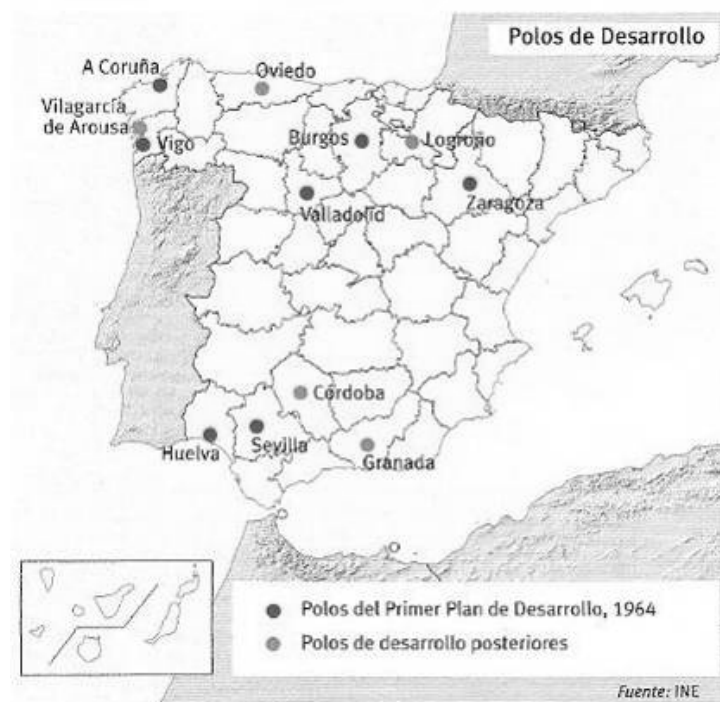 Polos de Desarrollo
A Coruña
Oviedo
Vilagarcía
de Arousa
Vigo
Burgos
Logroño
Valladolid
Zaragoza
Córdoba
Huelva
Sevilla
Granada
Polos del Primer Plan de Desarrollo, 1964
Polos de desarrollo posteriores
Fuente: INE